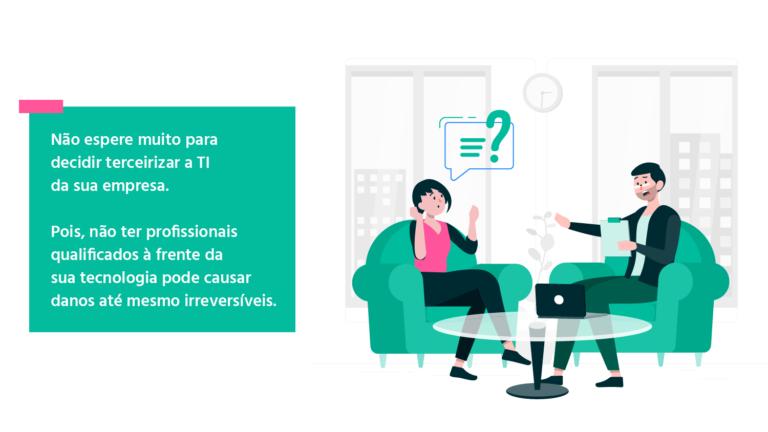 Não espere muito para
decidir terceirizar a TI
da sua empresa.
Pois, não ter profissionais
qualificados à frente da
sua tecnologia pode causar
danos até mesmo irreversíveis.
?